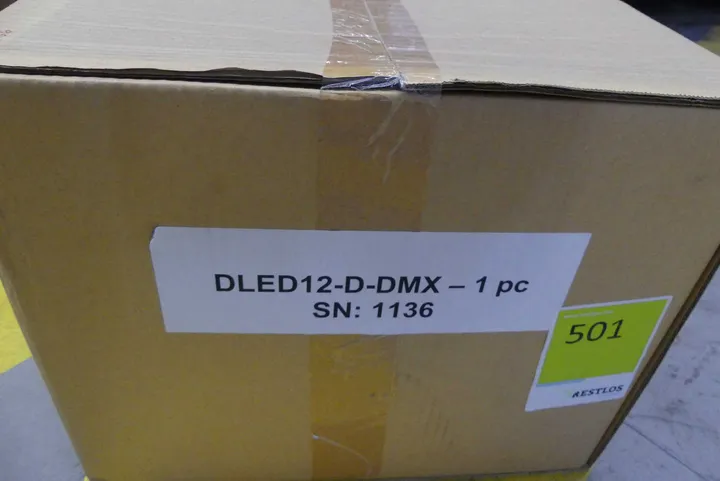 DLED12-D-DMX – 1 pc
SN: 1136
501
RESTLOS